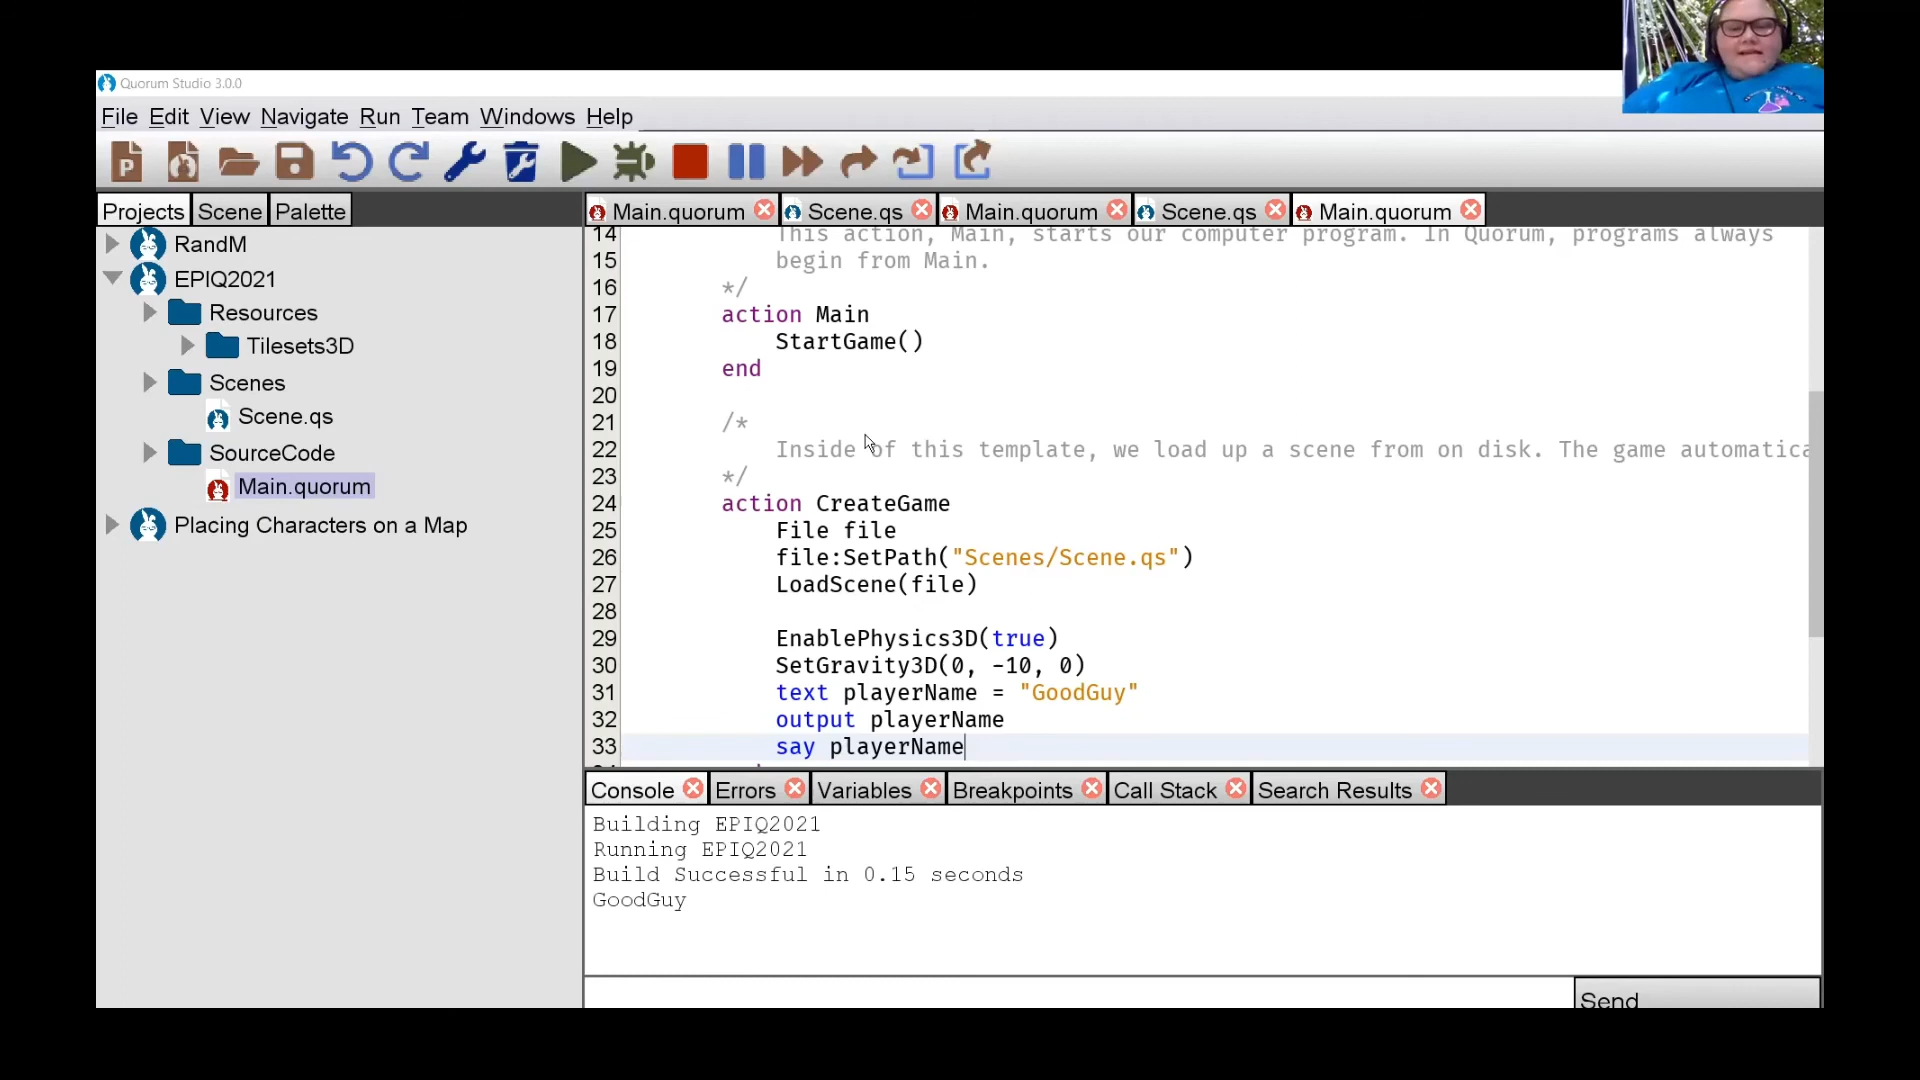 Quorum Studio 3.0.0
File Edit View Navigate Run Team Windows Help
P
Projects Scene Palette
Main.quorum Scene.qs Main.quorum Scene.qs Main.quorum
RandM
EPIQ2021
Resources
Tilesets3D
Scenes
Scene.qs
SourceCode
Main.quorum
Placing Characters on a Map
14 This action, Main, starts our computer program. In Quorum, programs always
15 begin from Main.
16 */
17 action Main
18 StartGame()
19 end
20
21 /*
22 Inside of this template, we load up a scene from on disk. The game automatica
23 */
24 action CreateGame
25 File file
26 file:SetPath("Scenes/Scene.qs")
27 LoadScene(file)
28
29 EnablePhysics3D(true)
30 SetGravity3D(0, -10, 0)
31 text playerName = "GoodGuy"
32 output playerName
33 say playerName
Console Errors Variables Breakpoints Call Stack Search Results
Building EPIQ2021
Running EPIQ2021
Build Successful in 0.15 seconds
GoodGuy
Send